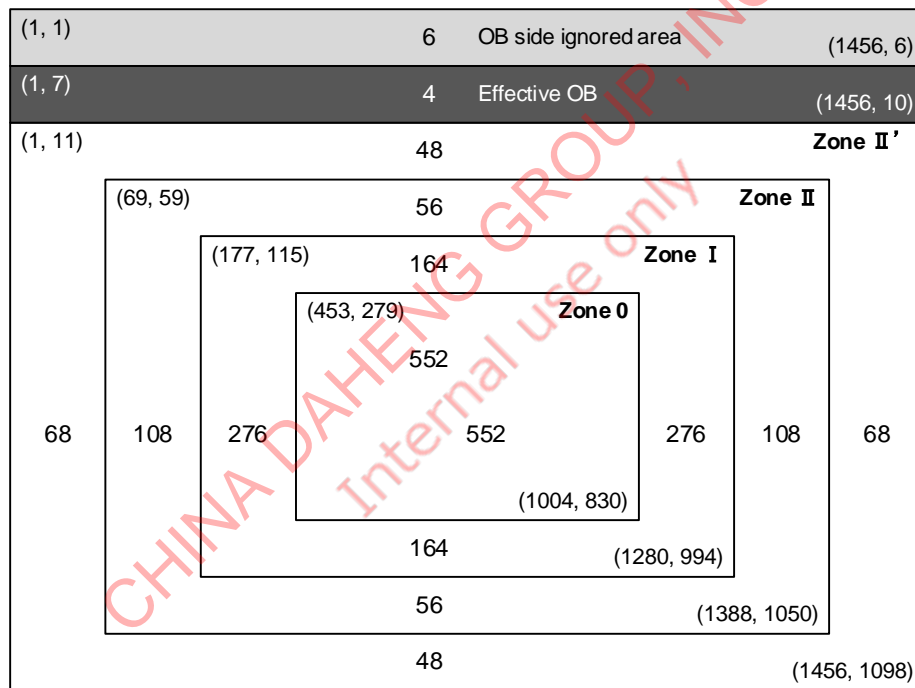 (1, 1)
6 OB side ignored area
(1456, 6)
(1, 7)
4 Effective OB
(1456, 10)
(1, 11)
48
Zone Ⅱ'
(69, 59)
56
Zone Ⅱ
(177, 115)
164
Zone Ⅰ
(453, 279)
Zone 0
552
68 108 276 552 276 108 68
(1004, 830)
164
(1280, 994)
56
(1388, 1050)
48
(1456, 1098)
CHINA DAHENG GROUP, INC
Internal use only